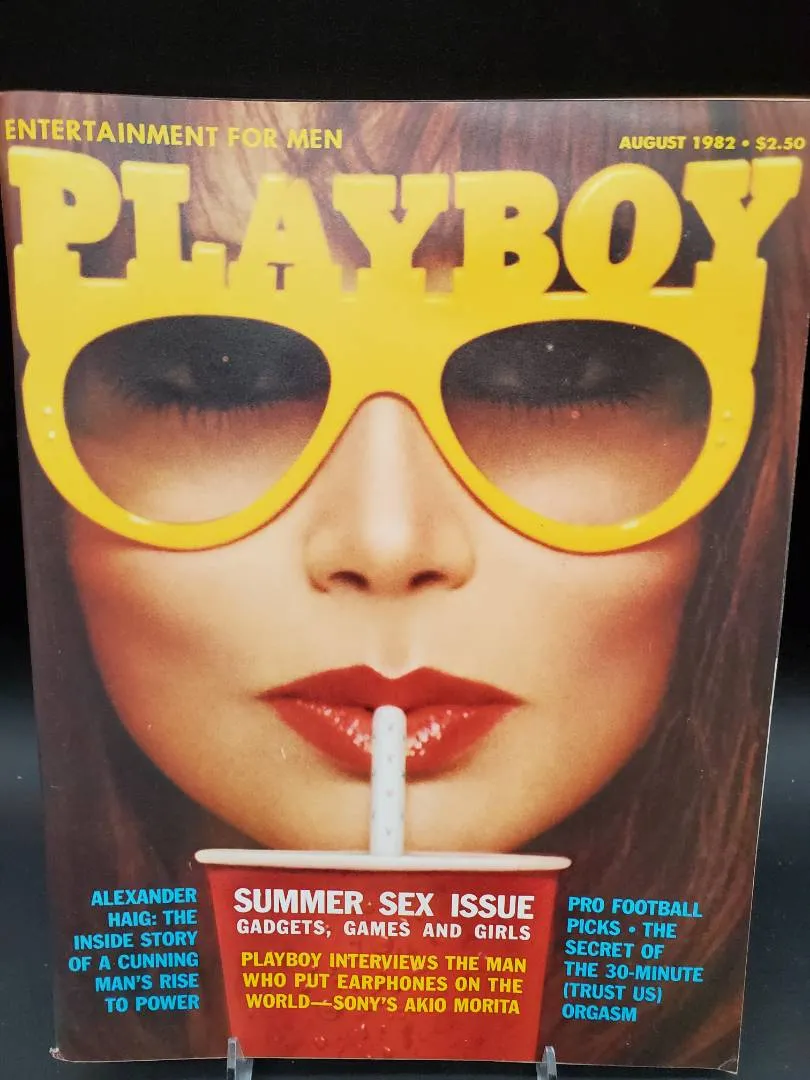 ENTERTAINMENT FOR MEN
AUGUST 1982 • $2.50
PLAYBOY
ALEXANDER
HAIG: THE
INSIDE STORY
OF A CUNNING
MAN'S RISE
TO POWER
SUMMER SEX ISSUE
GADGETS, GAMES AND GIRLS
PLAYBOY INTERVIEWS THE MAN
WHO PUT EARPHONES ON THE
WORLD—SONY'S AKIO MORITA
PRO FOOTBALL
PICKS • THE
SECRET OF
THE 30-MINUTE
(TRUST US)
ORGASM